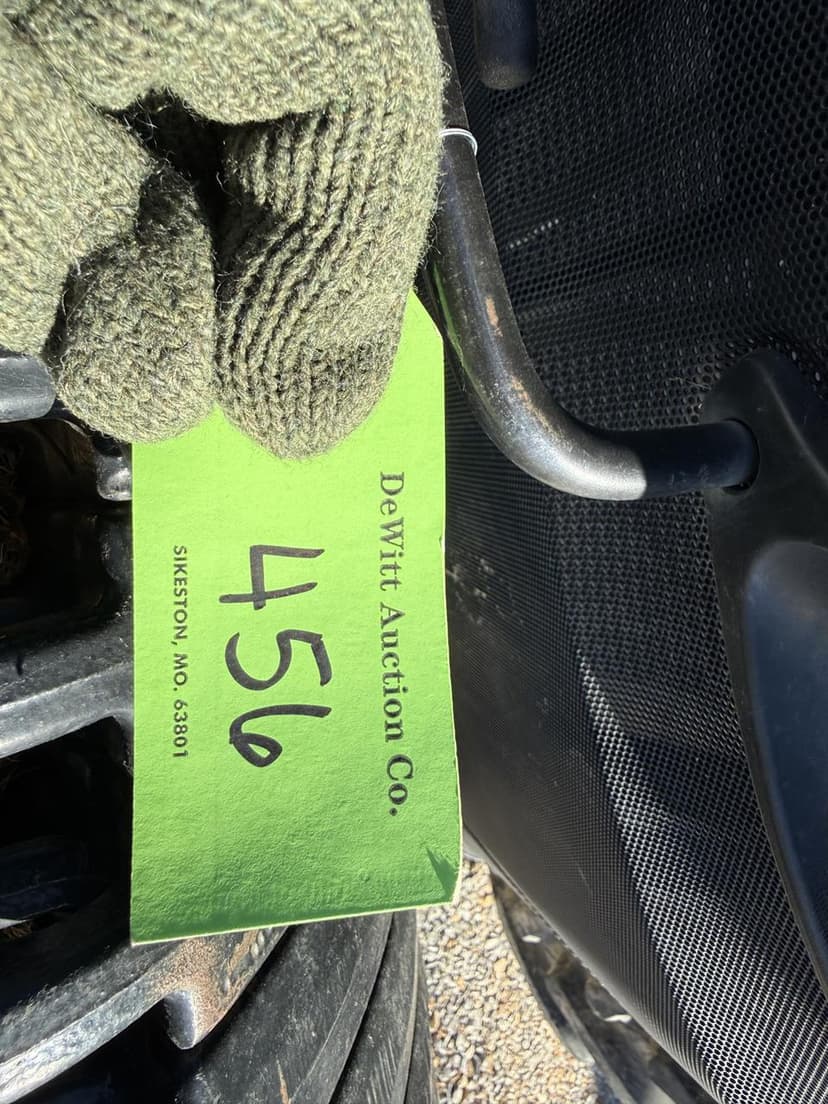 DeWitt Auction Co.
456
SIKESTON, MO. 63801